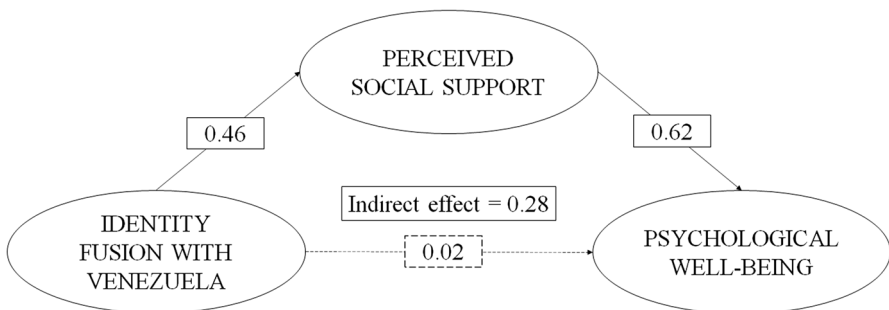 PERCEIVED
SOCIAL SUPPORT
0.46
0.62
Indirect effect = 0.28
IDENTITY
FUSION WITH
VENEZUELA
0.02
PSYCHOLOGICAL
WELL-BEING